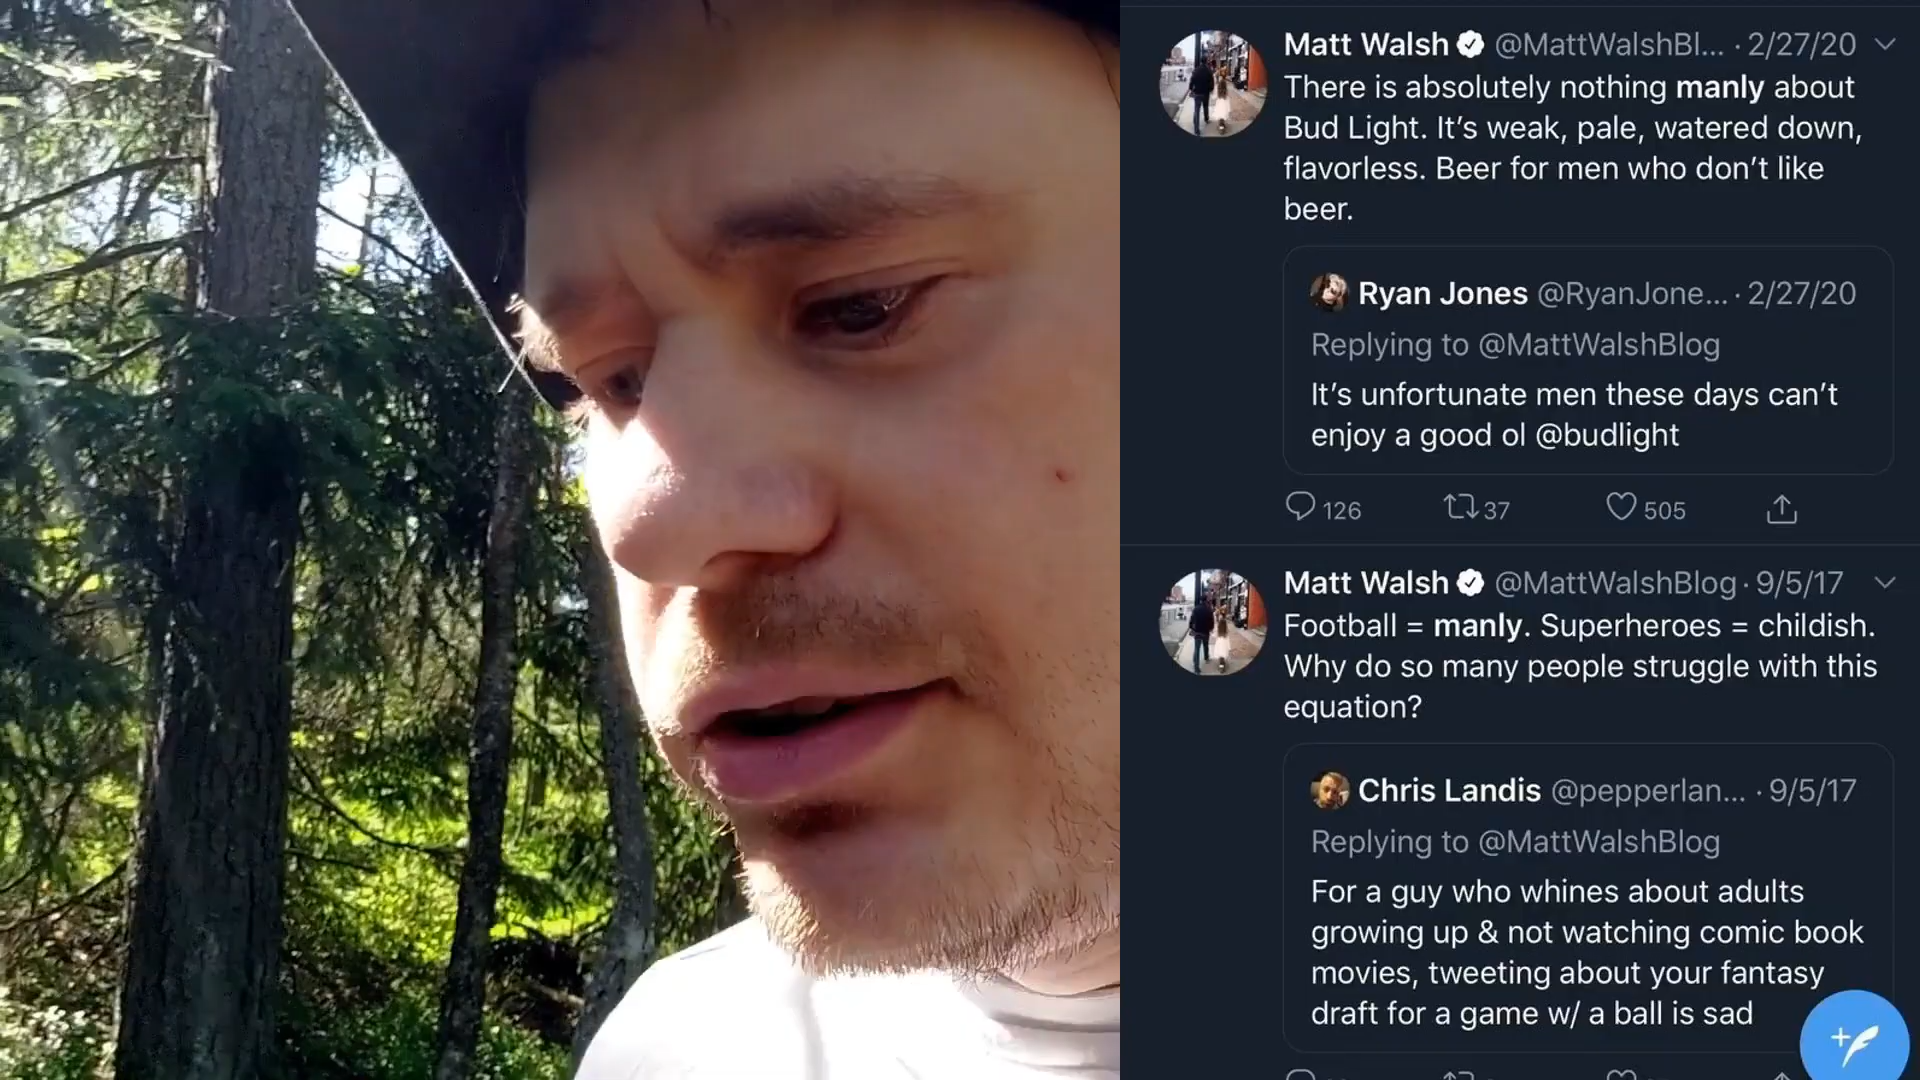 Matt Walsh @MattWalshBl... · 2/27/20
There is absolutely nothing manly about
Bud Light. It’s weak, pale, watered down,
flavorless. Beer for men who don’t like
beer.
Ryan Jones @RyanJone... · 2/27/20
Replying to @MattWalshBlog
It’s unfortunate men these days can’t
enjoy a good ol @budlight
126 37 505
Matt Walsh @MattWalshBlog · 9/5/17
Football = manly. Superheroes = childish.
Why do so many people struggle with this
equation?
Chris Landis @pepperlan... · 9/5/17
Replying to @MattWalshBlog
For a guy who whines about adults
growing up & not watching comic book
movies, tweeting about your fantasy
draft for a game w/ a ball is sad